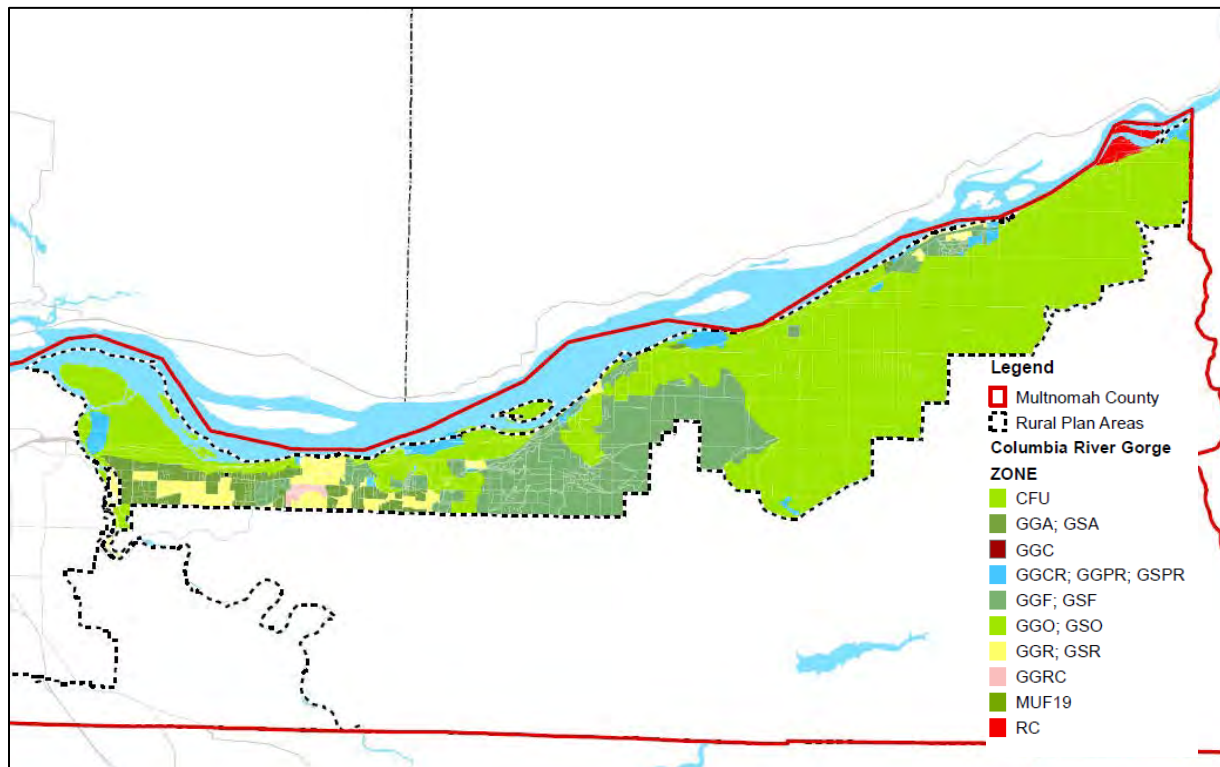 Legend
Multnomah County
Rural Plan Areas
Columbia River Gorge
ZONE
CFU
GGA; GSA
GGC
GGCR; GGPR; GSPR
GGF; GSF
GGO; GSO
GGR; GSR
GGRC
MUF19
RC